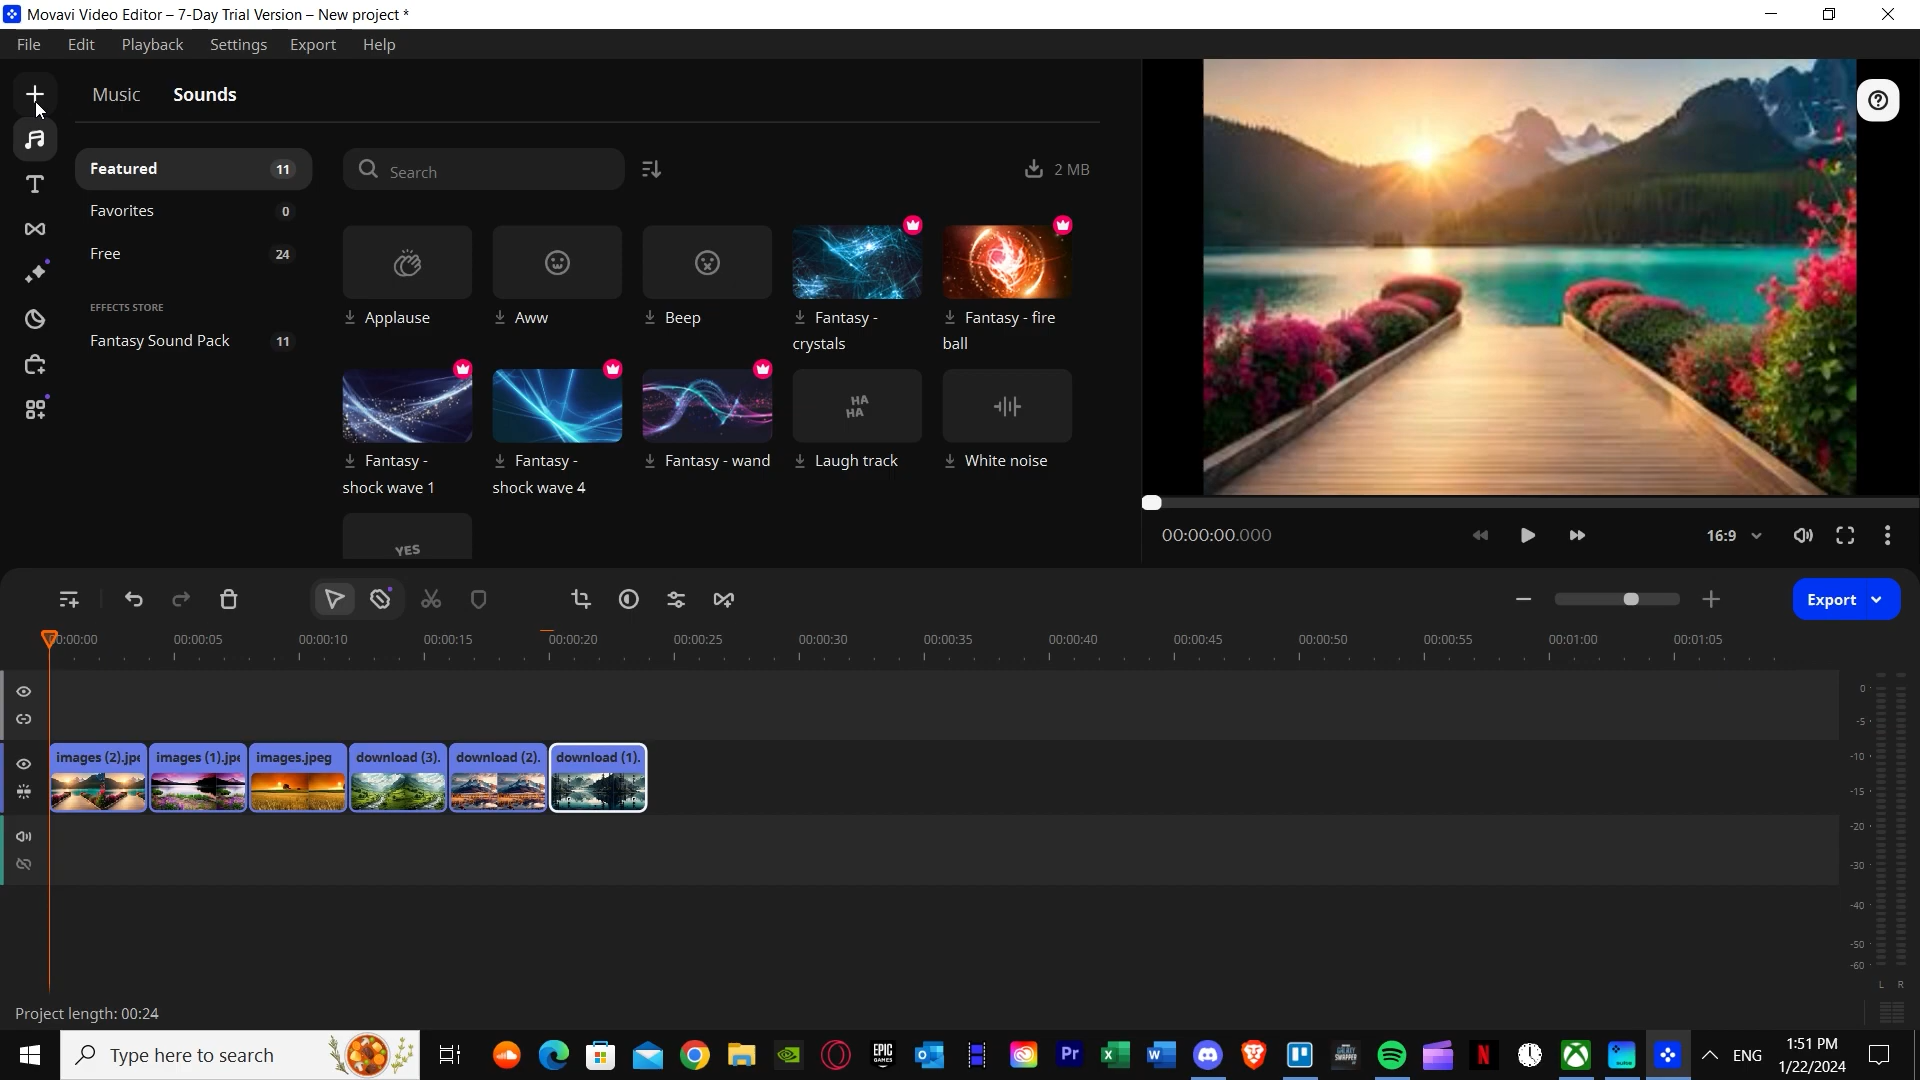 Movavi Video Editor – 7-Day Trial Version – New project *
File Edit Playback Settings Export Help
Music Sounds
Featured 11
Favorites 0
Free 24
EFFECTS STORE
Fantasy Sound Pack 11
Search
2 MB
Applause
Aww
Beep
Fantasy -
crystals
Fantasy - fire
ball
Fantasy -
shock wave 1
Fantasy -
shock wave 4
Fantasy - wand
HA
HA
Laugh track
White noise
YES
00:00:00.000
16:9
Export
00:00:00 00:00:05 00:00:10 00:00:15 00:00:20 00:00:25 00:00:30 00:00:35 00:00:40 00:00:45 00:00:50 00:00:55 00:01:00 00:01:05
images (2).jpe images (1).jpe images.jpeg download (3). download (2). download (1).
0
-5
-10
-15
-20
-30
-40
-50
-60
L R
Project length: 00:24
Type here to search
EPIC
GAMES
Pr
ENG
1:51 PM
1/22/2024